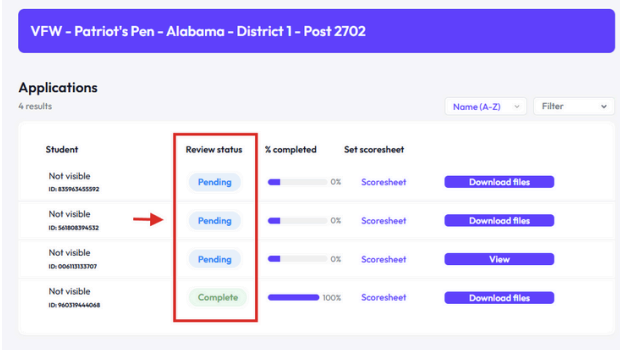 VFW - Patriot's Pen - Alabama - District 1 - Post 2702
Applications
4 results
Name (A-Z)
Filter
Student Review status % completed Set scoresheet
Not visible
ID: 835963455592
Pending 0% Scoresheet Download files
Not visible
ID: 561808394532
Pending 0% Scoresheet Download files
Not visible
ID: 006113133707
Pending 0% Scoresheet View
Not visible
ID: 960319444068
Complete 100% Scoresheet Download files